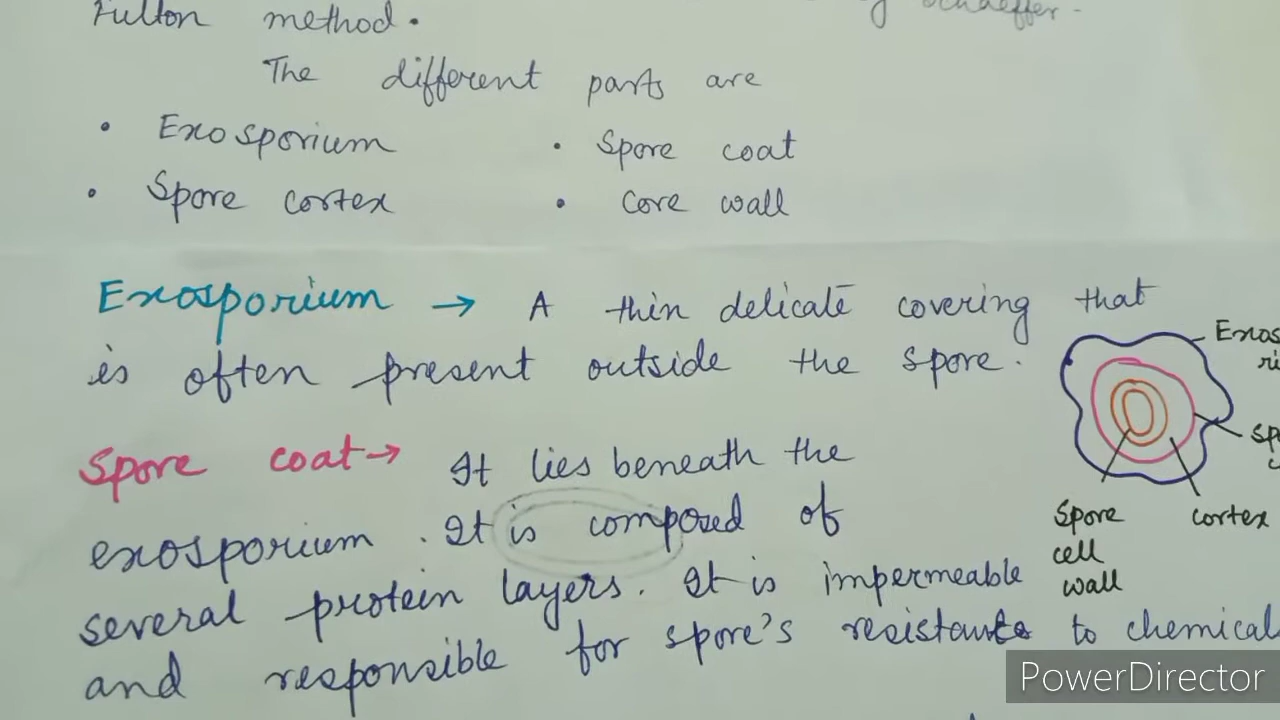 Fulton method.
The different parts are
• Exosporium • Spore coat
• Spore cortex • Core wall
Exosporium → A thin delicate covering that
is often present outside the spore.
Spore coat → It lies beneath the
exosporium. It is composed of
several protein layers. It is impermeable
and responsible for spore's resistance to chemical
Spore
cell
wall
cortex
PowerDirector